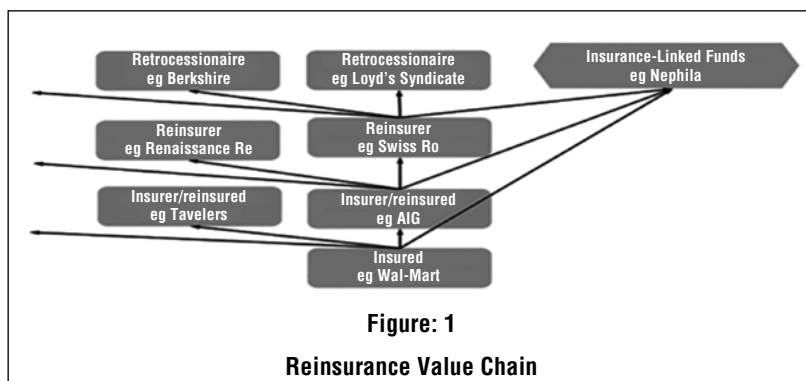 Retrocessionaire
eg Berkshire
Retrocessionaire
eg Loyd's Syndicate
Insurance-Linked Funds
eg Nephila
Reinsurer
eg Renaissance Re
Reinsurer
eg Swiss Ro
Insurer/reinsured
eg Tavelers
Insurer/reinsured
eg AIG
Insured
eg Wal-Mart
Figure: 1
Reinsurance Value Chain